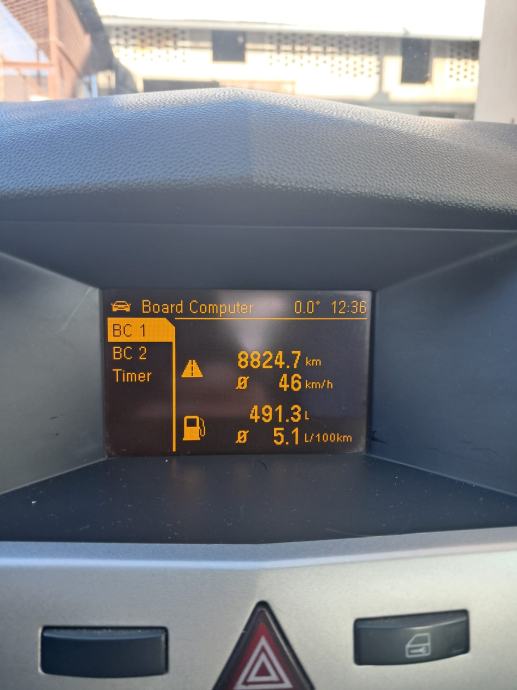 Board Computer 0.0° 12:36
BC 1
BC 2
Timer
8824.7 km
Ø 46 km/h
491.3 L
Ø 5.1 L/100km